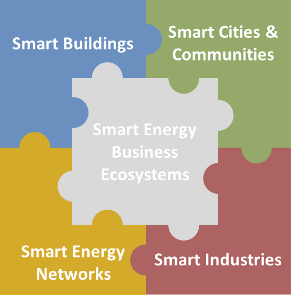 Smart Buildings
Smart Cities &
Communities
Smart Energy
Business
Ecosystems
Smart Energy
Networks
Smart Industries